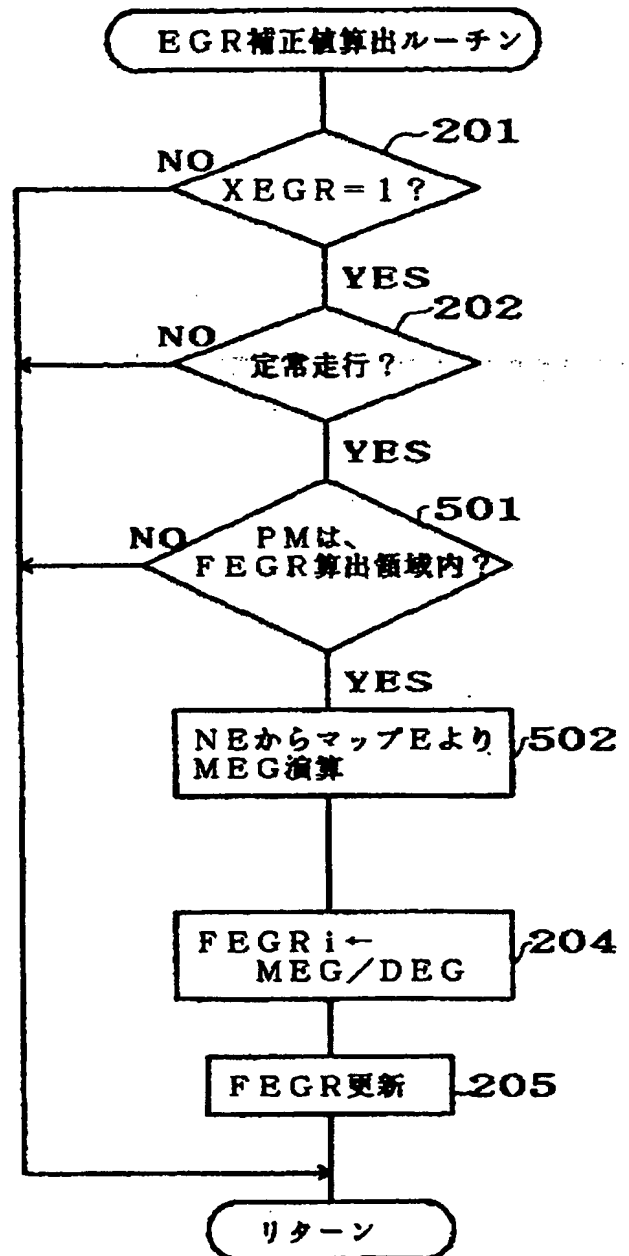 EGR補正値算出ルーチン
201
NO
XEGR=1?
YES
202
NO
定常走行?
YES
501
NO
PMは、
FEGR算出領域内?
YES
NEからマップEより
MEG演算
502
FEGRi←
MEG/DEG
204
FEGR更新
205
リターン